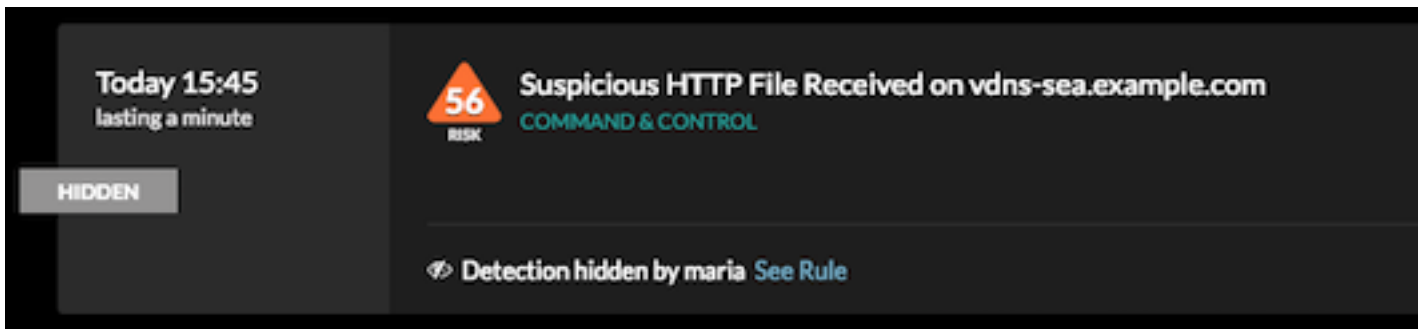 Today 15:45
lasting a minute
HIDDEN
56
RISK
Suspicious HTTP File Received on vdns-sea.example.com
COMMAND & CONTROL
Detection hidden by maria See Rule